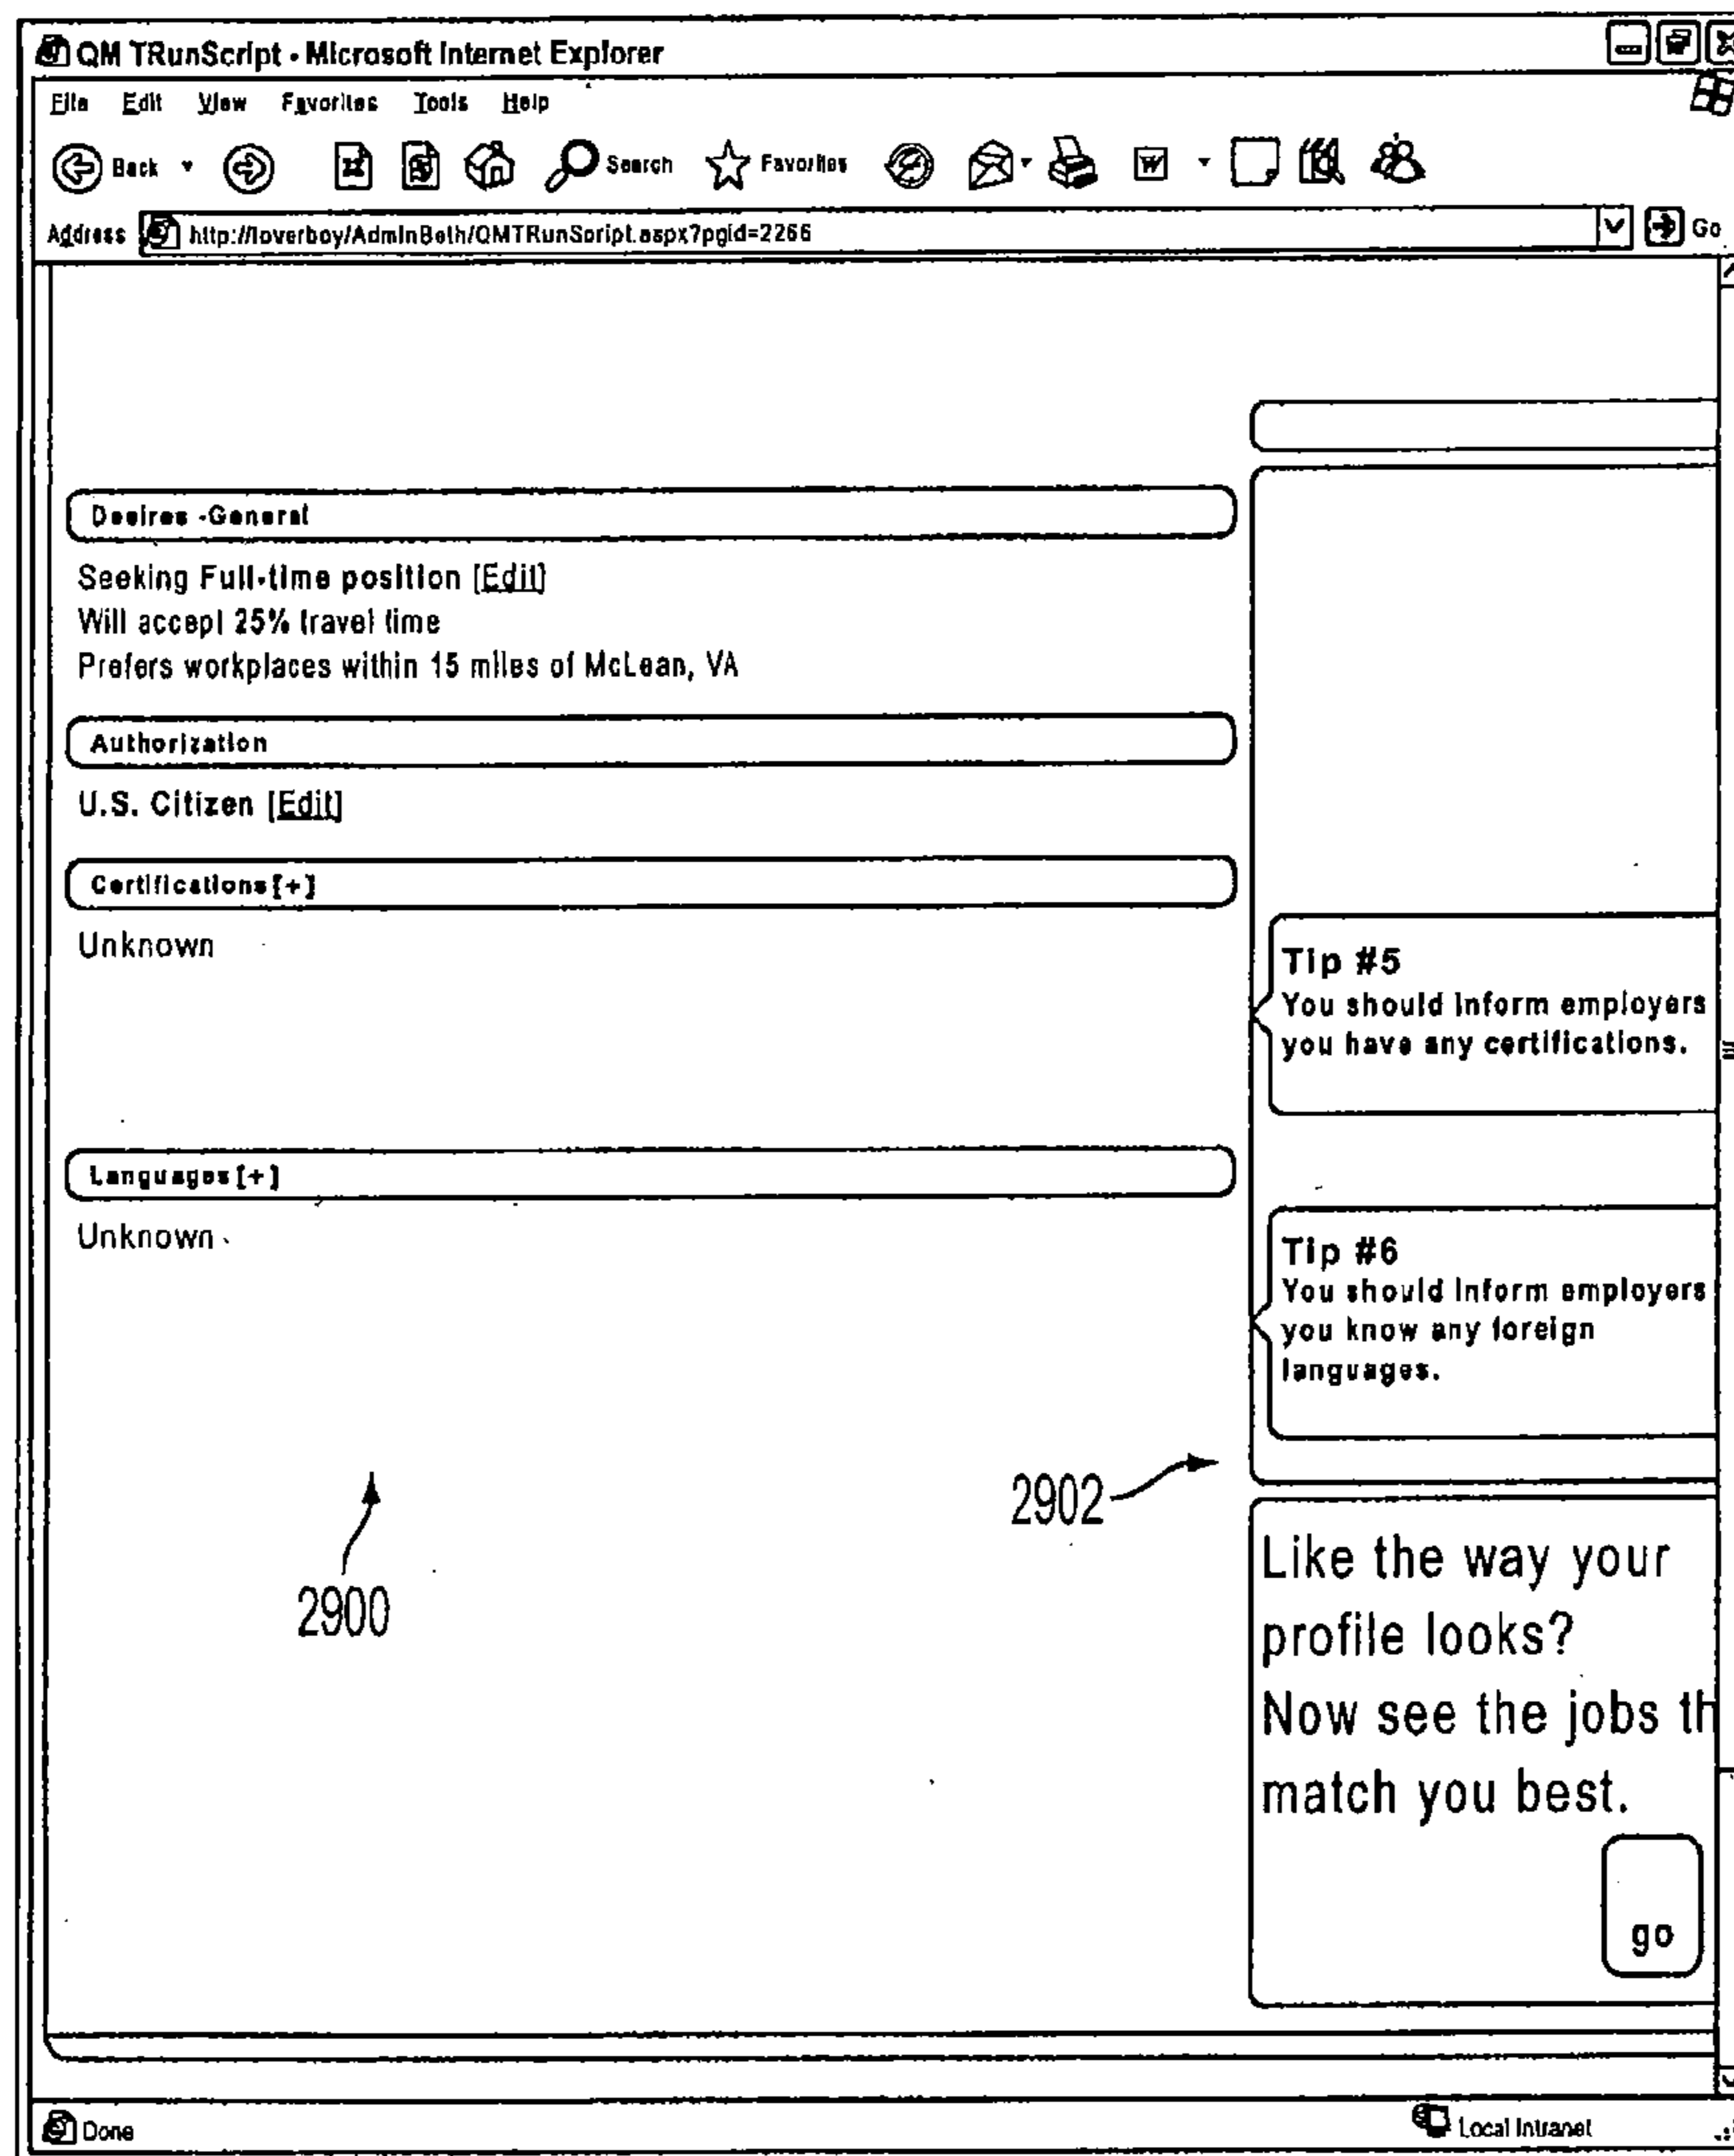 QM TRunScript - Microsoft Internet Explorer
File Edit View Favorites Tools Help
Back Search Favorites W
Address http://loverboy/AdminBeth/QMTRunScript.aspx?pgid=2266 Go
Desires -General
Seeking Full-time position [Edit]
Will accept 25% travel time
Prefers workplaces within 15 miles of McLean, VA
Authorization
U.S. Citizen [Edit]
Certifications [+]
Unknown
Tip #5
You should inform employers
you have any certifications.
Languages [+]
Unknown
Tip #6
You should inform employers
you know any foreign
languages.
2900
2902
Like the way your
profile looks?
Now see the jobs th
match you best.
go
Done Local Intranet